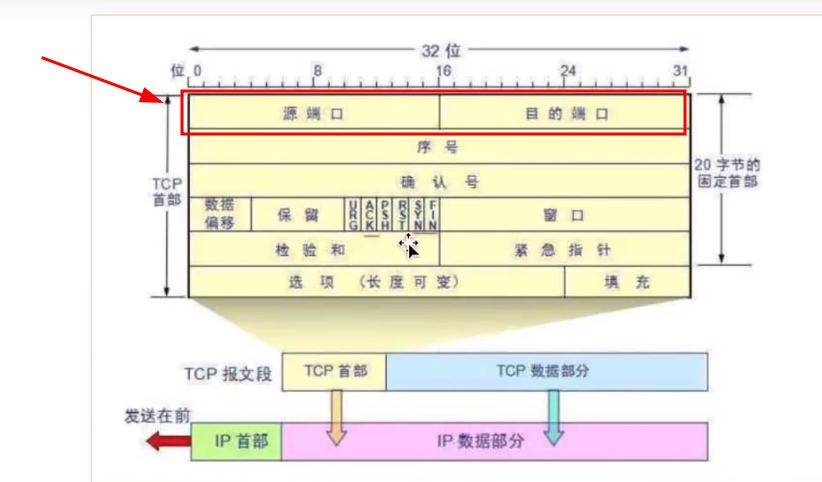 32 位
位 0 8 16 24 31
源 端 口 目 的 端 口
序 号
确 认 号
TCP
首部
20 字节的
固定首部
数据
偏移
保 留
URG
ACK
PSH
RST
SYN
FIN
窗 口
检 验 和 紧 急 指 针
选 项 （长 度 可 变） 填 充
TCP 报文段 TCP 首部 TCP 数据部分
发送在前
IP 首部 IP 数据部分